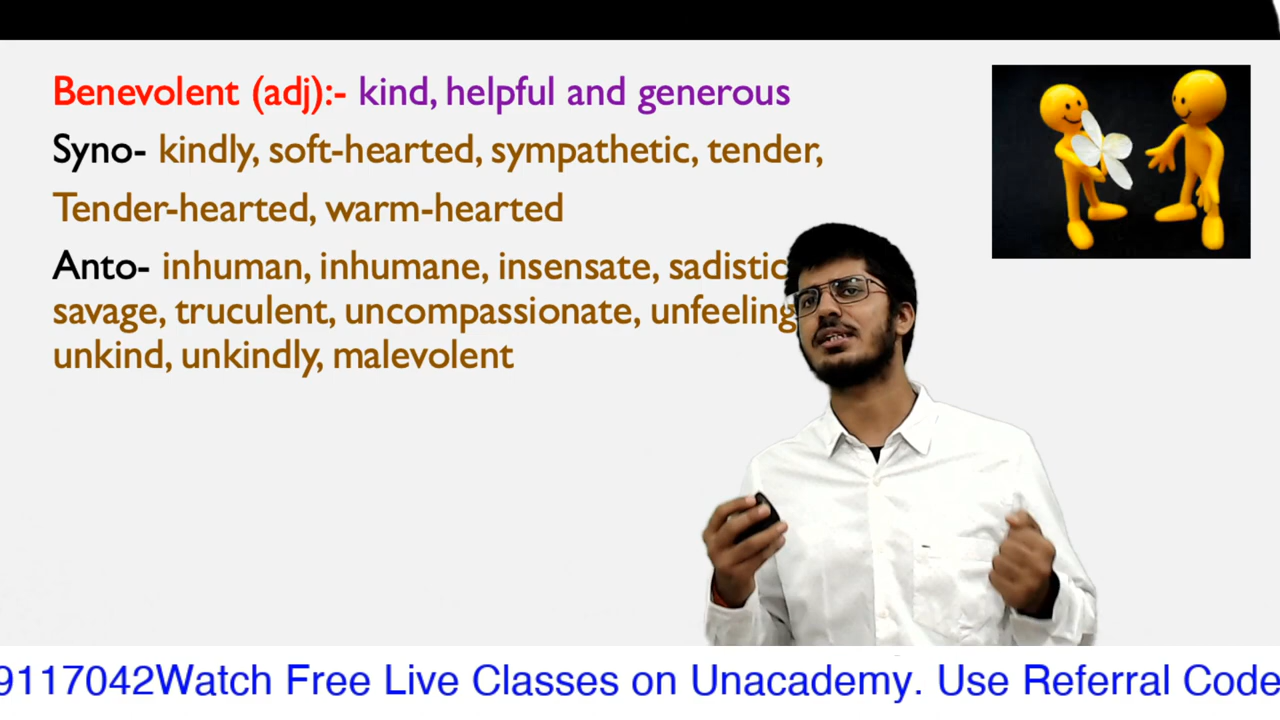 Benevolent (adj):- kind, helpful and generous
Syno- kindly, soft-hearted, sympathetic, tender,
Tender-hearted, warm-hearted
Anto- inhuman, inhumane, insensate, sadistic
savage, truculent, uncompassionate, unfeeling
unkind, unkindly, malevolent
9117042Watch Free Live Classes on Unacademy. Use Referral Code